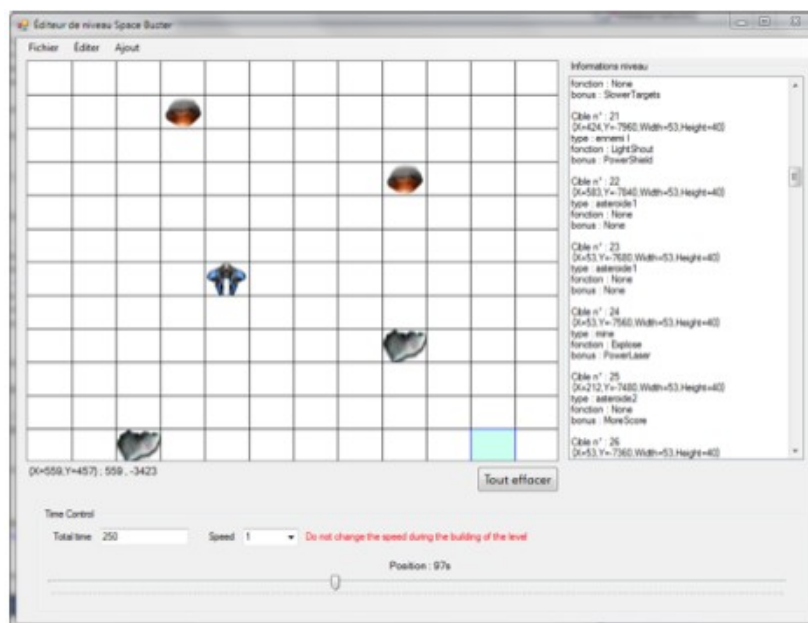 Éditeur de niveau Space Buster
Fichier Éditer Ajout
Informations niveau
fonction : None
bonus : SlowerTargets
Cible n° : 21
{X=424,Y=-7960,Width=53,Height=40}
type : ennemi I
fonction : LightShout
bonus : PowerShield
Cible n° : 22
{X=583,Y=-7840,Width=53,Height=40}
type : asteroide1
fonction : None
bonus : None
Cible n° : 23
{X=53,Y=-7680,Width=53,Height=40}
type : asteroide1
fonction : None
bonus : None
Cible n° : 24
{X=53,Y=-7560,Width=53,Height=40}
type : mine
fonction : Explose
bonus : PowerLaser
Cible n° : 25
{X=212,Y=-7480,Width=53,Height=40}
type : asteroide2
fonction : None
bonus : MoreScore
Cible n° : 26
{X=53,Y=-7360,Width=53,Height=40}
{X=559,Y=457} ; 559 , -3423
Tout effacer
Time Control
Total time 250 Speed 1 Do not change the speed during the building of the level
Position : 97s